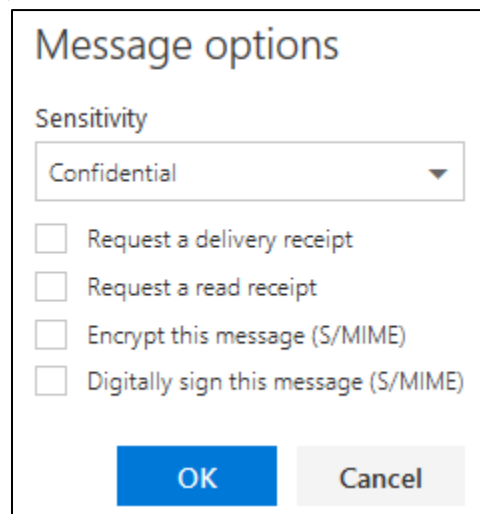 Message options
Sensitivity
Confidential
Request a delivery receipt
Request a read receipt
Encrypt this message (S/MIME)
Digitally sign this message (S/MIME)
OK Cancel